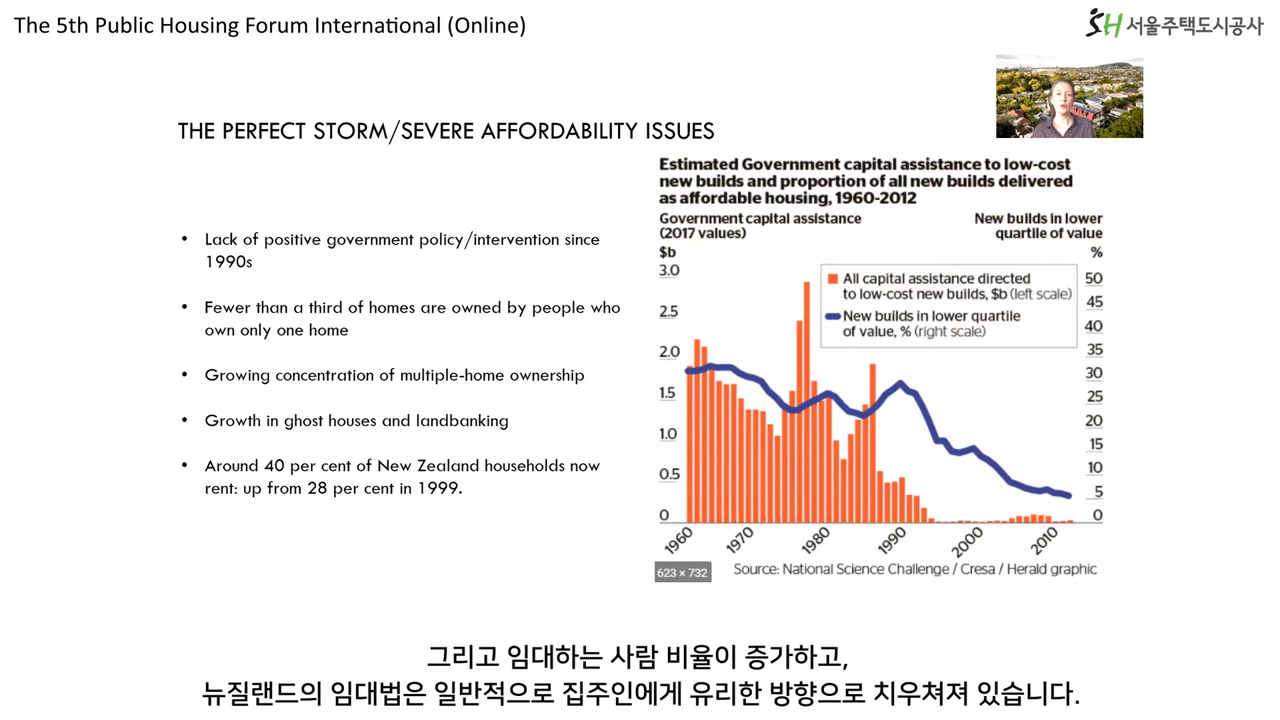 The 5th Public Housing Forum International (Online)
SH 서울주택도시공사
THE PERFECT STORM/SEVERE AFFORDABILITY ISSUES
• Lack of positive government policy/intervention since
1990s
• Fewer than a third of homes are owned by people who
own only one home
• Growing concentration of multiple-home ownership
• Growth in ghost houses and landbanking
• Around 40 per cent of New Zealand households now
rent: up from 28 per cent in 1999.
Estimated Government capital assistance to low-cost
new builds and proportion of all new builds delivered
as affordable housing, 1960-2012
Government capital assistance
(2017 values)
$b
New builds in lower
quartile of value
%
3.0
2.5
2.0
1.5
1.0
0.5
0
All capital assistance directed
to low-cost new builds, $b (left scale)
New builds in lower quartile
of value, % (right scale)
50
45
40
35
30
25
20
15
10
5
0
1960
1970
1980
1990
2000
2010
623 × 732
Source: National Science Challenge / Cresa / Herald graphic
그리고 임대하는 사람 비율이 증가하고,
뉴질랜드의 임대법은 일반적으로 집주인에게 유리한 방향으로 치우쳐져 있습니다.